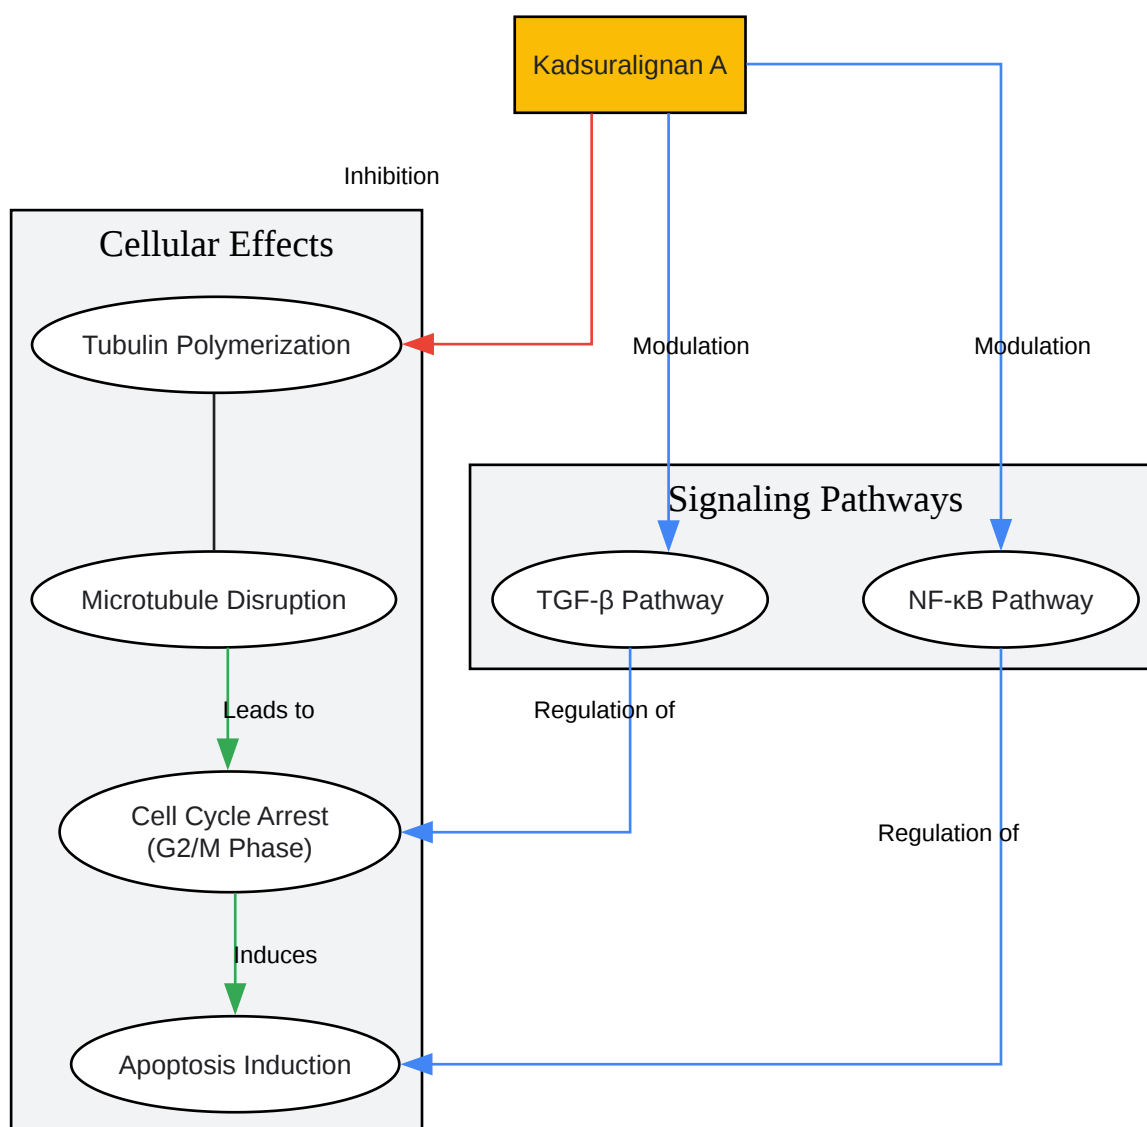 Kadsuralignan A
Inhibition
Cellular Effects
Tubulin Polymerization
Modulation
Modulation
Signaling Pathways
Microtubule Disruption
TGF-β Pathway
NF-κB Pathway
Leads to
Regulation of
Cell Cycle Arrest
(G2/M Phase)
Regulation of
Induces
Apoptosis Induction